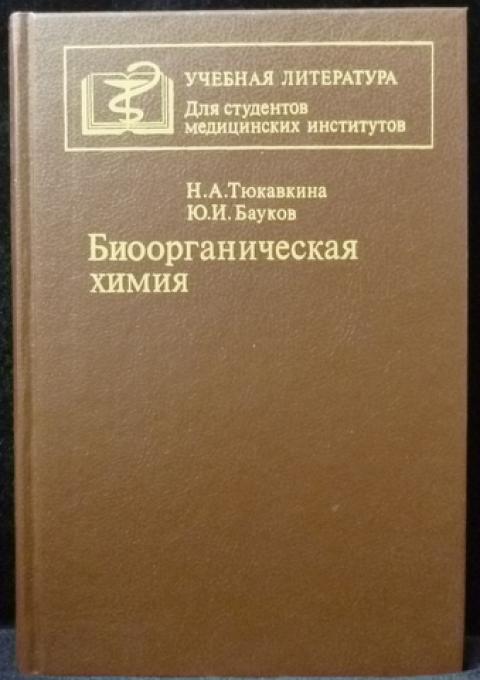 УЧЕБНАЯ ЛИТЕРАТУРА
Для студентов
медицинских институтов
Н.А.Тюкавкина
Ю.И.Бауков
Биоорганическая
химия